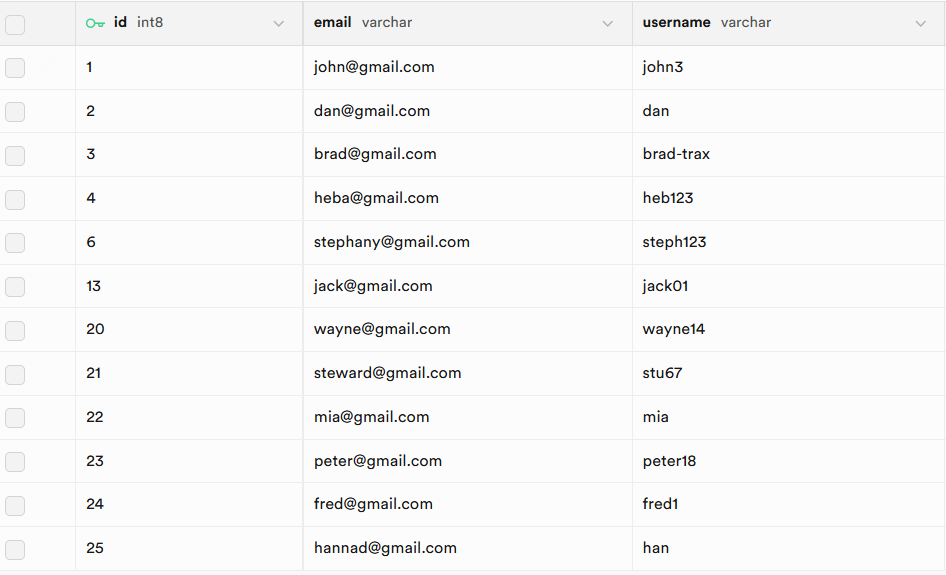 id int8 email varchar username varchar
1 john@gmail.com john3
2 dan@gmail.com dan
3 brad@gmail.com brad-trax
4 heba@gmail.com heb123
6 stephany@gmail.com steph123
13 jack@gmail.com jack01
20 wayne@gmail.com wayne14
21 steward@gmail.com stu67
22 mia@gmail.com mia
23 peter@gmail.com peter18
24 fred@gmail.com fred1
25 hannad@gmail.com han